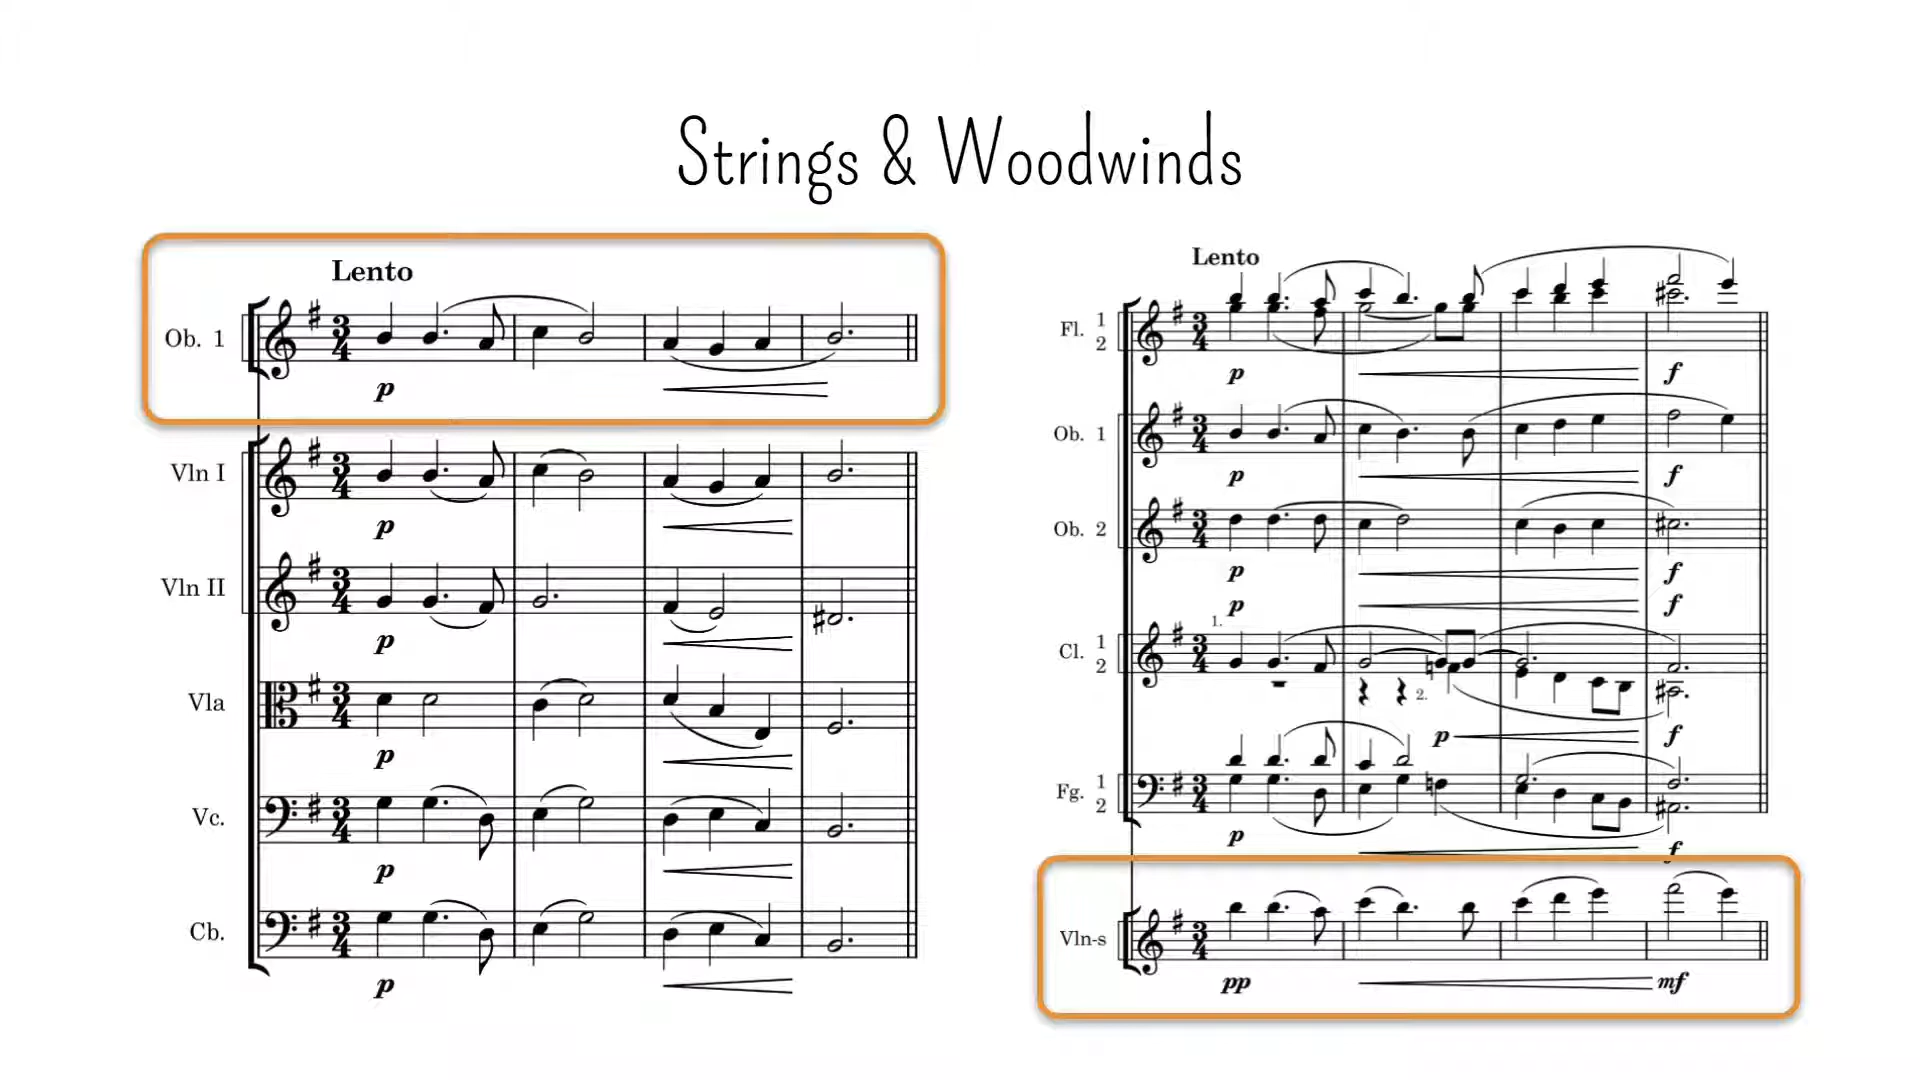 Strings & Woodwinds
Lento
Ob. 1
p
Vln I
p
Vln II
p
Vla
p
Vc.
p
Cb.
p
Lento
Fl. 1
2
p f
Ob. 1
p f
Ob. 2
p f
p f
1.
Cl. 1
2
2.
p f
Fg. 1
2
p f
Vln-s
pp mf